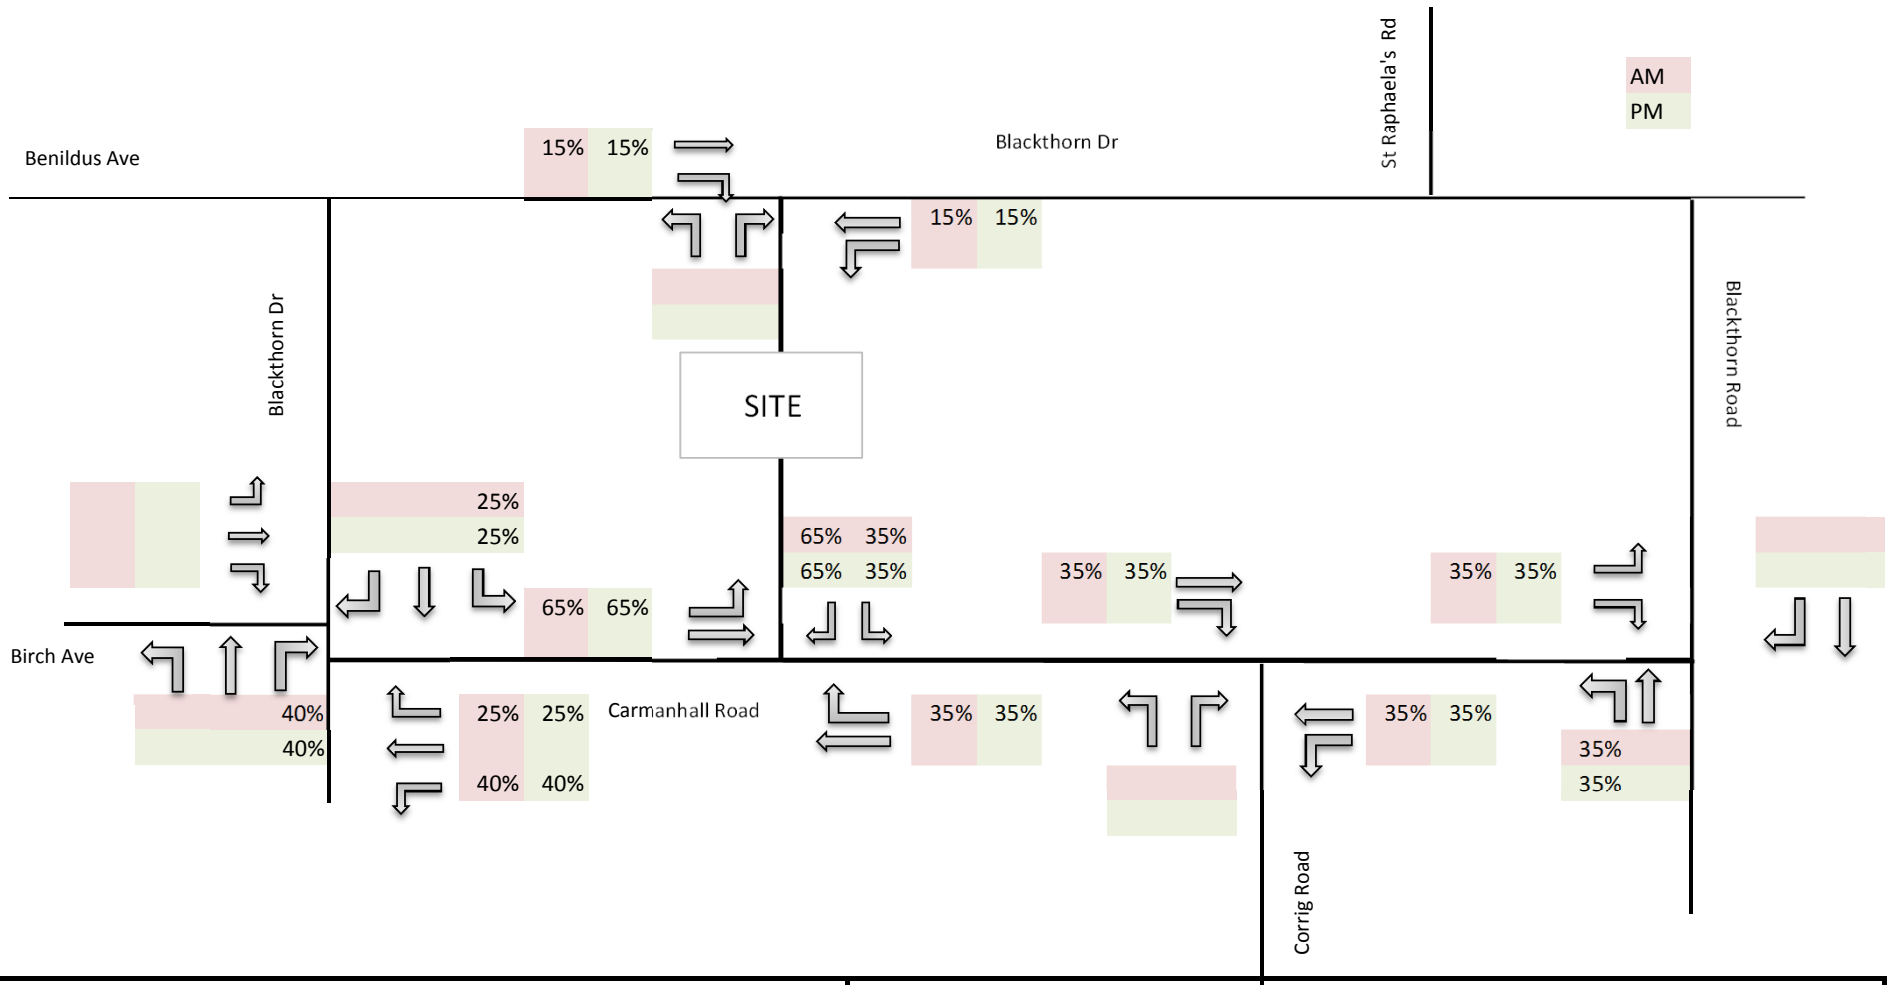 St Raphaela's Rd
AM
PM
Benildus Ave
15% 15%
Blackthorn Dr
15% 15%
Blackthorn Dr
Blackthorn Road
SITE
25%
25%
65% 35%
65% 35%
35% 35%
35% 35%
65% 65%
Birch Ave
40%
40%
25% 25%
40% 40%
Carmanhall Road
35% 35%
35% 35%
35%
35%
Corrig Road